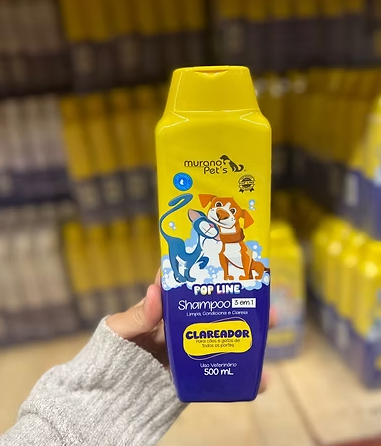 murano
Pet's
POP LINE
Shampoo 3 em 1
Limpa, Condiciona e Clareia
CLAREADOR
Para cães e gatos de
todos os portes
Uso Veterinário
500 mL